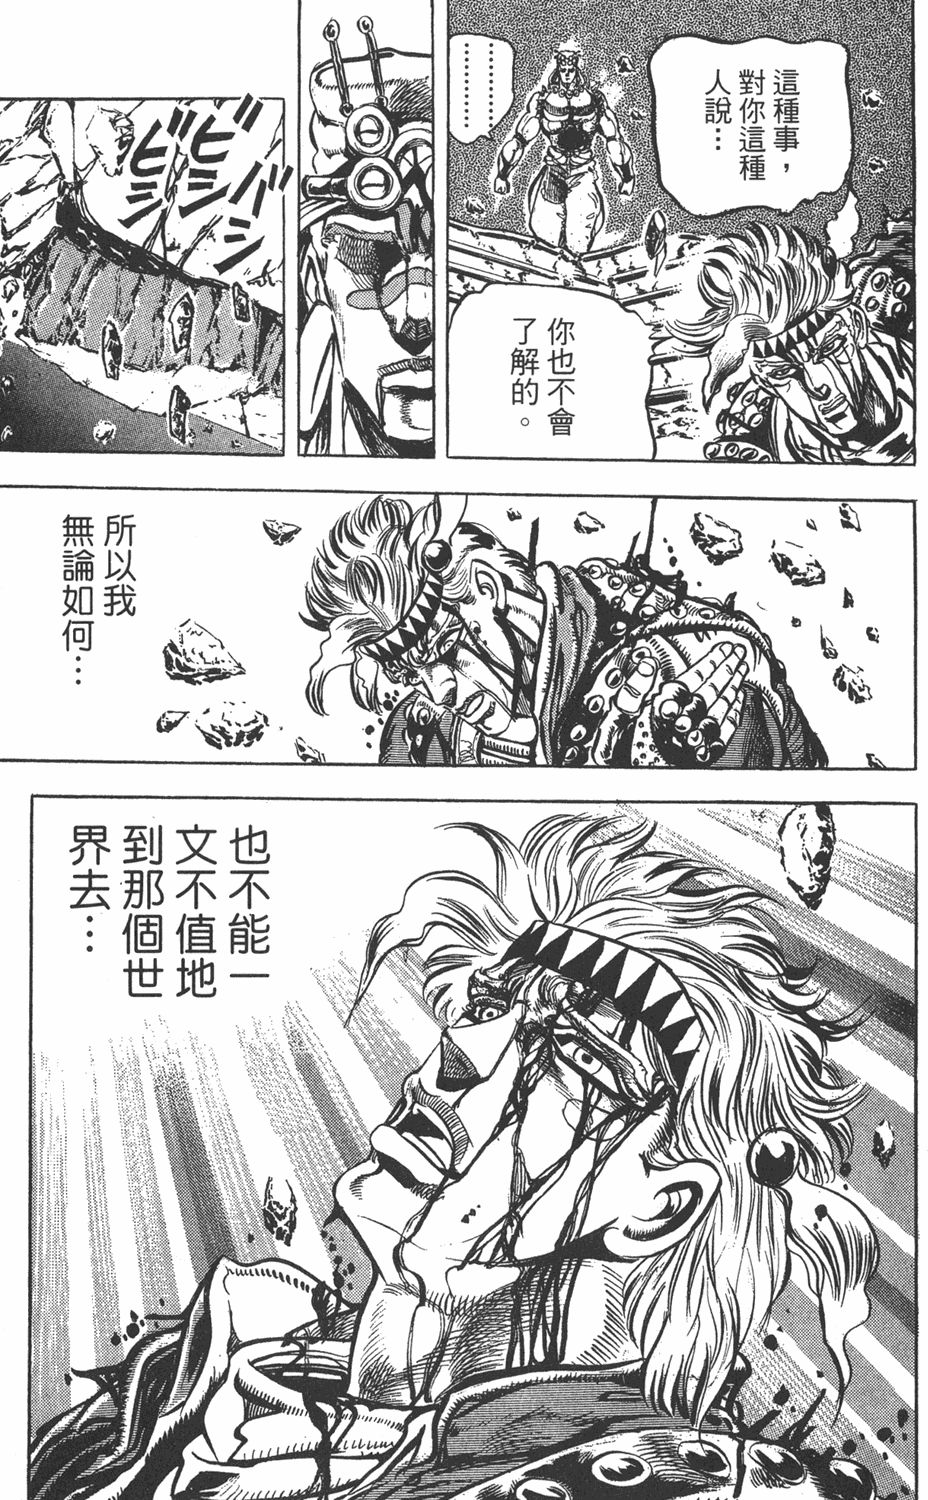 這種事，
對你這種
人說…
…………
…………
你也不會
了解的。
バシ
ビシ
ビシ
所以我
無論如何…
也不能一
文不值地
到那個世
界去…